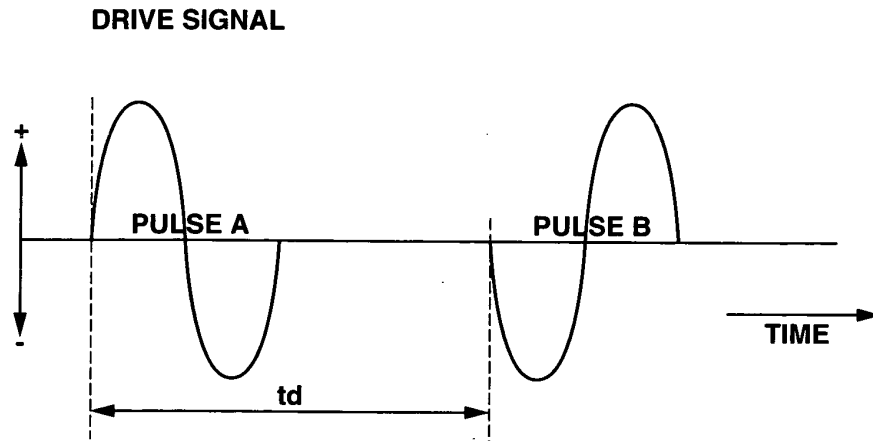 DRIVE SIGNAL
+
PULSE A
PULSE B
-
TIME
td